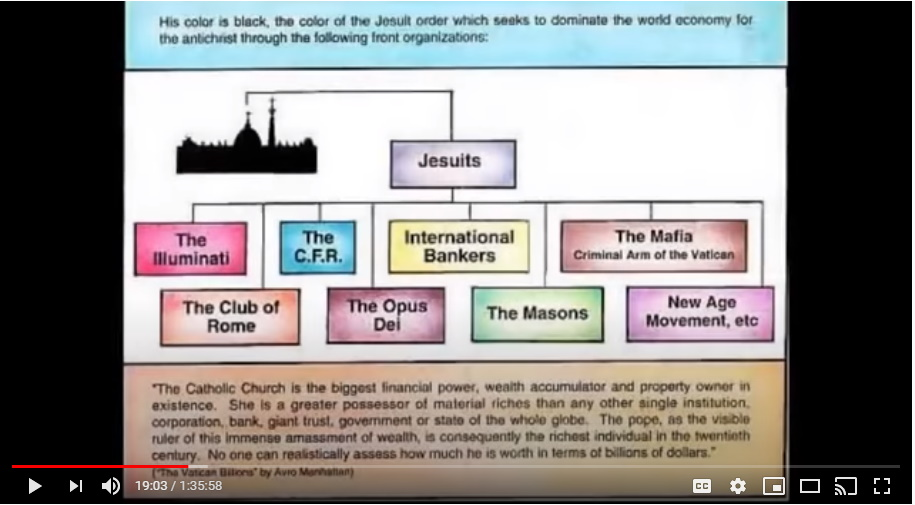 His color is black, the color of the Jesuit order which seeks to dominate the world economy for
the antichrist through the following front organizations:
Jesuits
The
Illuminati
The
C.F.R.
International
Bankers
The Mafia
Criminal Arm of the Vatican
The Club of
Rome
The Opus
Dei
The Masons
New Age
Movement, etc
"The Catholic Church is the biggest financial power, wealth accumulator and property owner in
existence. She is a greater possessor of material riches than any other single institution,
corporation, bank, giant trust, government or state of the whole globe. The pope, as the visible
ruler of this immense amassment of wealth, is consequently the richest individual in the twentieth
century. No one can realistically assess how much he is worth in terms of billions of dollars."
("The Vatican Billions" by Avro Manhattan)
19:03 / 1:35:58
CC